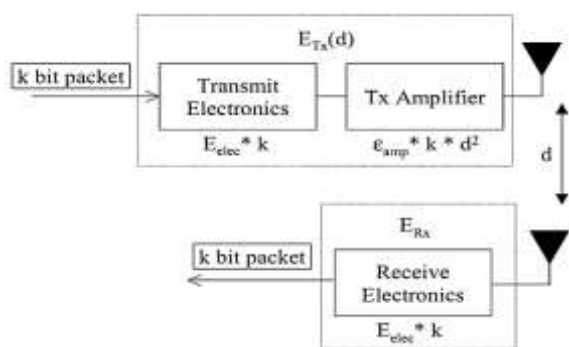 E_Tx(d)
k bit packet
Transmit
Electronics
Tx Amplifier
E_elec* k
ε_amp* k * d²
d
E_Rx
k bit packet
Receive
Electronics
E_elec* k